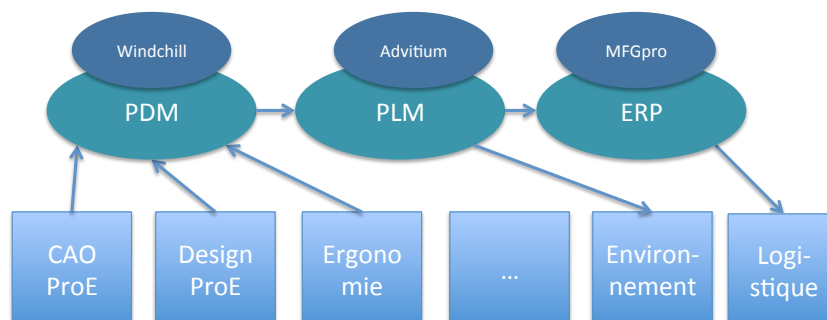 Windchill
Advitium
MFGpro
PDM
PLM
ERP
CAO
ProE
Design
ProE
Ergono
mie
...
Environ-
nement
Logi-
stique